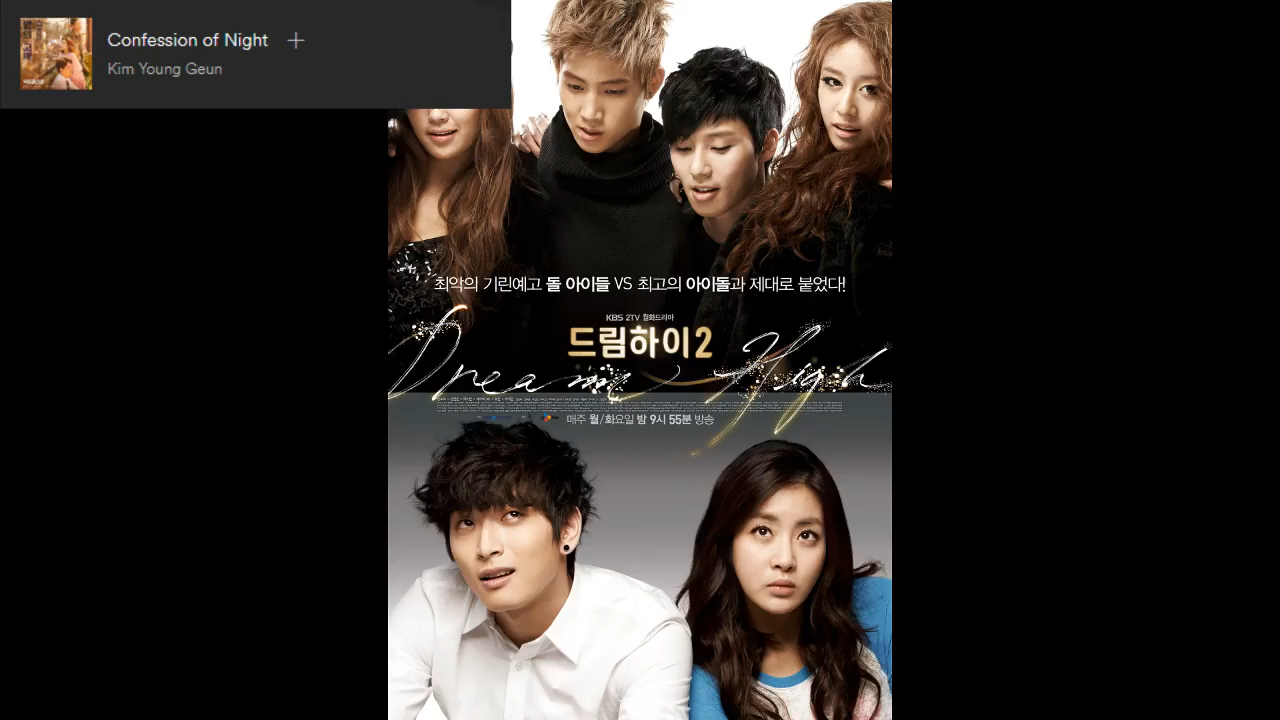 Confession of Night
Kim Young Geun
최악의 기린예고 돌 아이들 VS 최고의 아이돌과 제대로 붙었다!
KBS 2TV 월화드라마
드림하이2
Dream High
매주 월/화요일 밤 9시 55분 방송